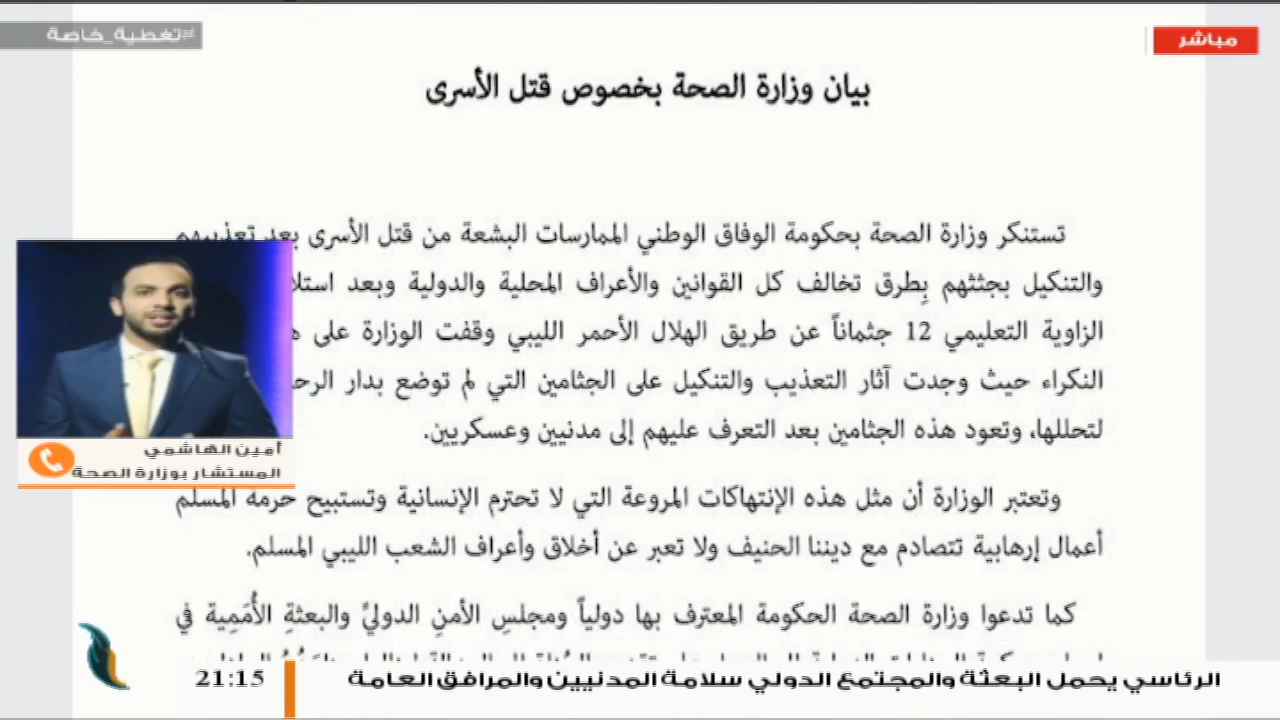 #تغطية_خاصة
مباشر
بيان وزارة الصحة بخصوص قتل الأسرى
تستنكر وزارة الصحة بحكومة الوفاق الوطني الممارسات البشعة من قتل الأسرى بعد تعذيبهم
والتنكيل بجثثهم بِطرق تخالف كل القوانين والأعراف المحلية والدولية وبعد
الزاوية التعليمي 12 جثماناً عن طريق الهلال الأحمر الليبي وقفت الوزارة على
النكراء حيث وجدت آثار التعذيب والتنكيل على الجثامين التي لم توضع بدار
لتحللها، وتعود هذه الجثامين بعد التعرف عليهم إلى مدنيين وعسكريين.
أمين الهاشمي
المستشار بوزارة الصحة
وتعتبر الوزارة أن مثل هذه الإنتهاكات المروعة التي لا تحترم الإنسانية وتستبيح حرمة المسلم
أعمال إرهابية تتصادم مع ديننا الحنيف ولا تعبر عن أخلاق وأعراف الشعب الليبي المسلم.
كما تدعوا وزارة الصحة الحكومة المعترف بها دولياً ومجلسِ الأمنِ الدوليِّ والبعثةِ الأُمَمِية في
الرئاسي يحمل البعثة والمجتمع الدولي سلامة المدنيين والمرافق العامة
21:15